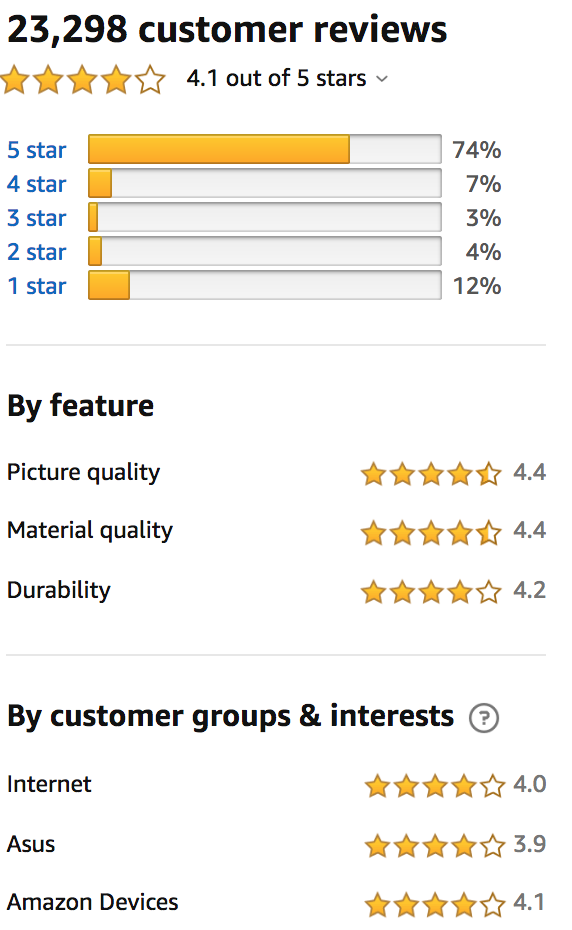 23,298 customer reviews
4.1 out of 5 stars
5 star 74%
4 star 7%
3 star 3%
2 star 4%
1 star 12%
By feature
Picture quality 4.4
Material quality 4.4
Durability 4.2
By customer groups & interests ?
Internet 4.0
Asus 3.9
Amazon Devices 4.1